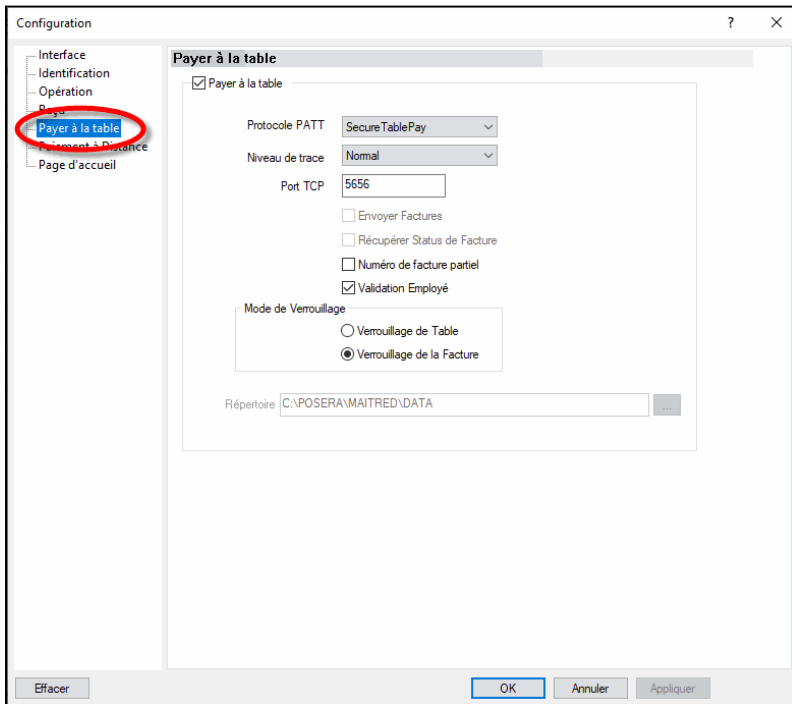 Configuration
?
Interface
Identification
Opération
Reçu
Payer à la table
Paiement à Distance
Page d'accueil
Payer à la table
Payer à la table
Protocole PATT SecureTablePay
Niveau de trace Normal
Port TCP 5656
Envoyer Factures
Récupérer Status de Facture
Numéro de facture partiel
Validation Employé
Mode de Verrouillage
Verrouillage de Table
Verrouillage de la Facture
Répertoire C:\POSERA\MAITRED\DATA ...
Effacer OK Annuler Appliquer